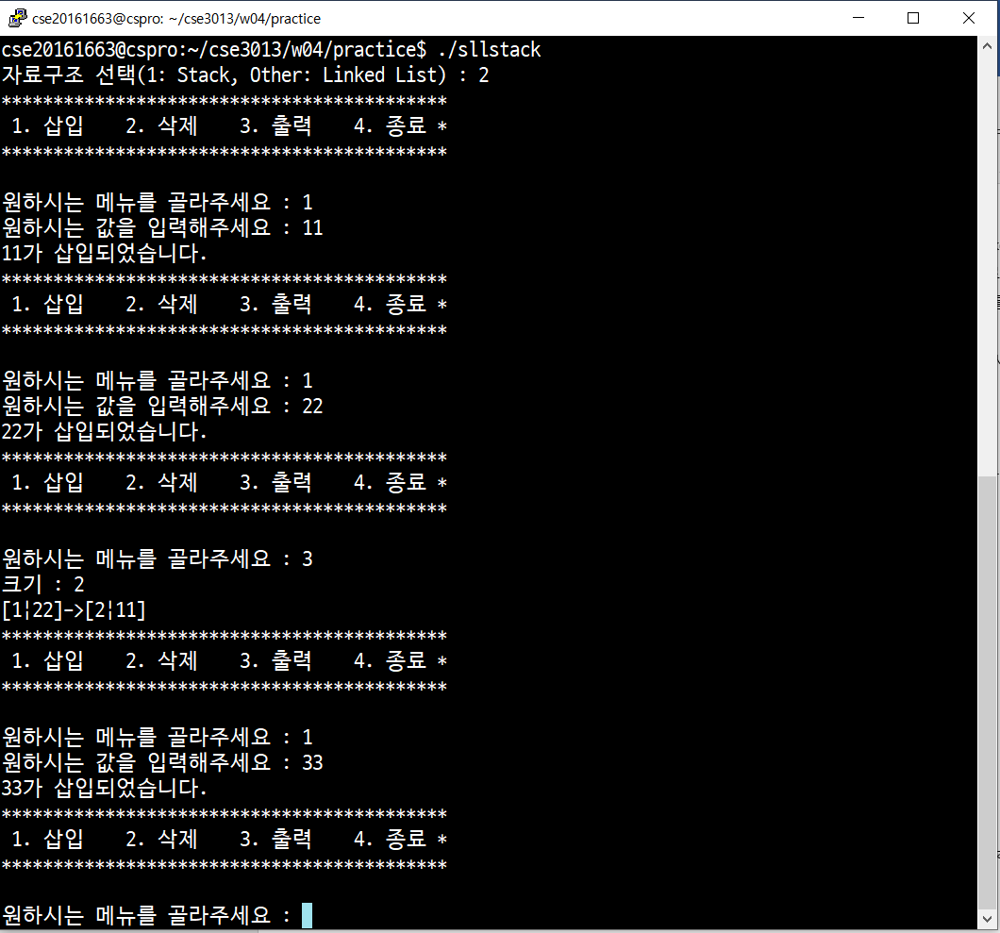 cse20161663@cspro: ~/cse3013/w04/practice
cse20161663@cspro:~/cse3013/w04/practice$ ./sllstack
자료구조 선택(1: Stack, Other: Linked List) : 2
*******************************************
 1. 삽입    2. 삭제    3. 출력    4. 종료 *
*******************************************

원하시는 메뉴를 골라주세요 : 1
원하시는 값을 입력해주세요 : 11
11가 삽입되었습니다.
*******************************************
 1. 삽입    2. 삭제    3. 출력    4. 종료 *
*******************************************

원하시는 메뉴를 골라주세요 : 1
원하시는 값을 입력해주세요 : 22
22가 삽입되었습니다.
*******************************************
 1. 삽입    2. 삭제    3. 출력    4. 종료 *
*******************************************

원하시는 메뉴를 골라주세요 : 3
크기 : 2
[1¦22]->[2¦11]
*******************************************
 1. 삽입    2. 삭제    3. 출력    4. 종료 *
*******************************************

원하시는 메뉴를 골라주세요 : 1
원하시는 값을 입력해주세요 : 33
33가 삽입되었습니다.
*******************************************
 1. 삽입    2. 삭제    3. 출력    4. 종료 *
*******************************************

원하시는 메뉴를 골라주세요 :